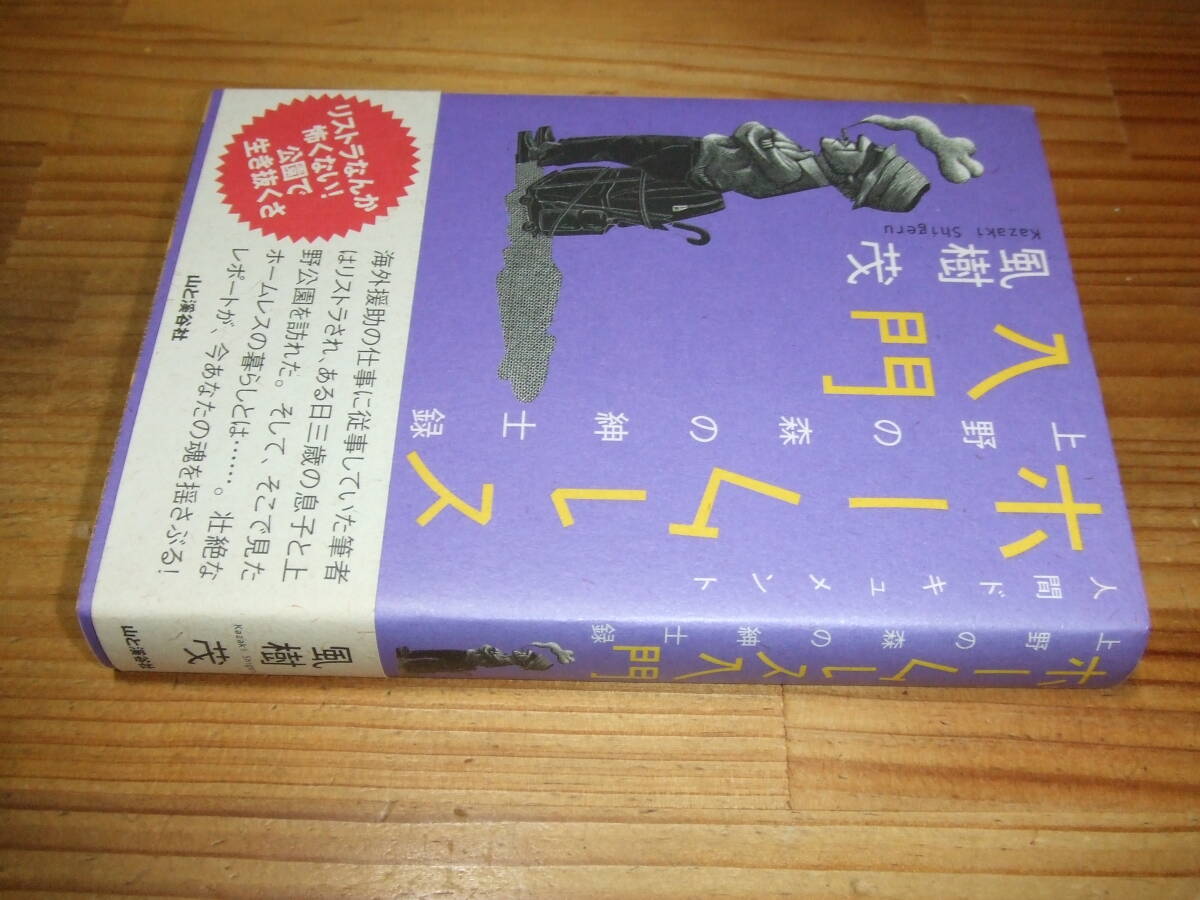 人間ドキュメント
ホームレス
上野の森の紳士録
入門
風樹茂
Kazaki Shigeru
リストラなんか
怖くない!
公園で
生き抜くさ
海外援助の仕事に従事していた筆者
はリストラされ、ある日三歳の息子と上
野公園を訪れた。そして、そこで見た
ホームレスの暮らしとは……。壮絶な
レポートが、今あなたの魂を揺さぶる!
山と溪谷社
ホームレス入門
上野の森の紳士録
風樹茂
Kazaki Shigeru
山と溪谷社